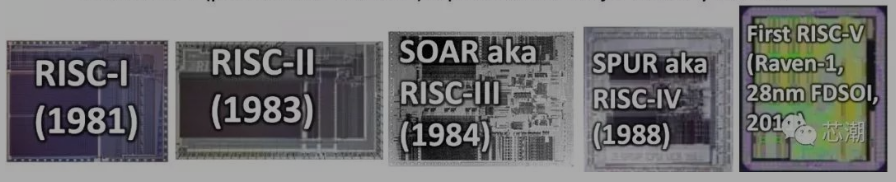 RISC-I
(1981)
RISC-II
(1983)
SOAR aka
RISC-III
(1984)
SPUR aka
RISC-IV
(1988)
First RISC-V
(Raven-1,
28nm FDSOI,
芯潮